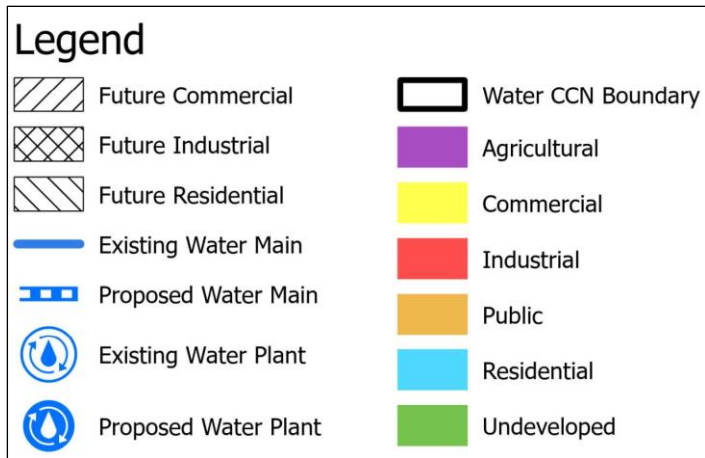 Legend
Future Commercial
Future Industrial
Future Residential
Existing Water Main
Proposed Water Main
Existing Water Plant
Proposed Water Plant
Water CCN Boundary
Agricultural
Commercial
Industrial
Public
Residential
Undeveloped